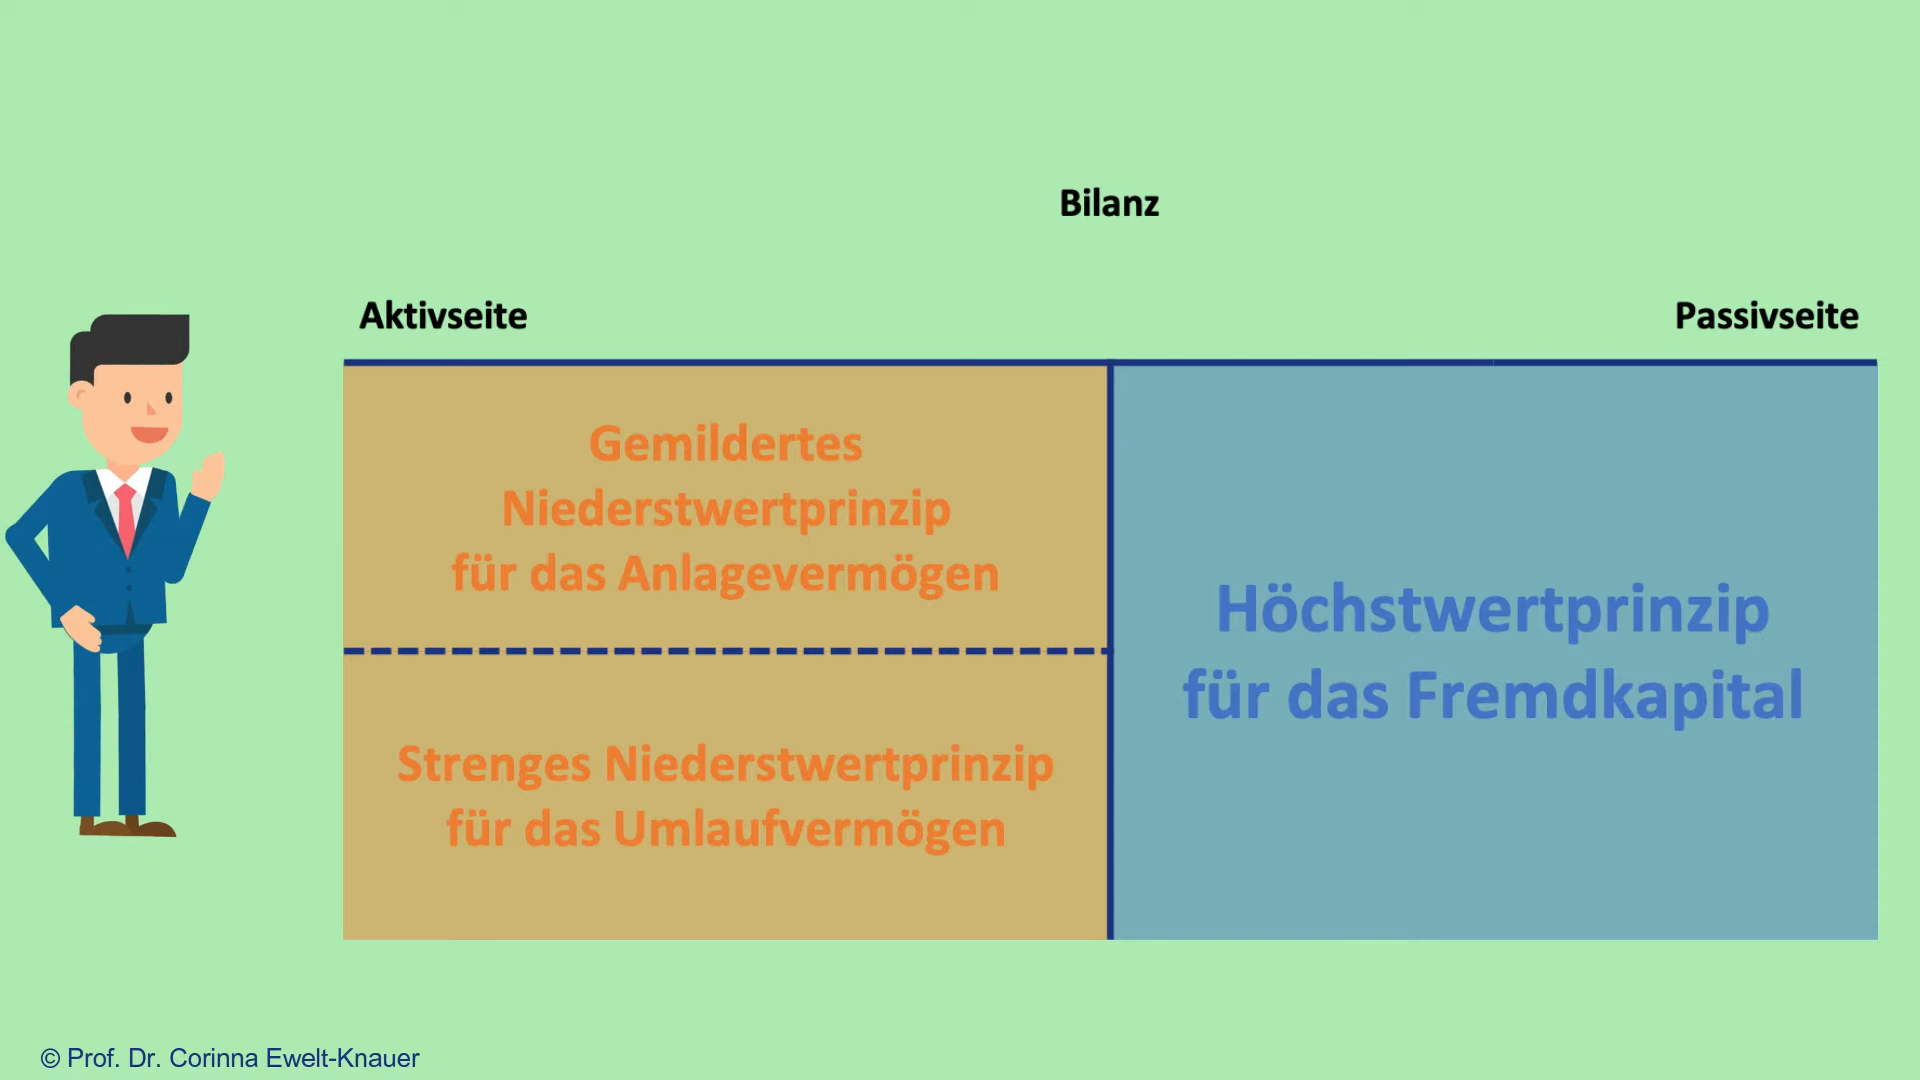 Bilanz
Aktivseite
Passivseite
Gemildertes
Niederstwertprinzip
für das Anlagevermögen
Strenges Niederstwertprinzip
für das Umlaufvermögen
Höchstwertprinzip
für das Fremdkapital
© Prof. Dr. Corinna Ewelt-Knauer